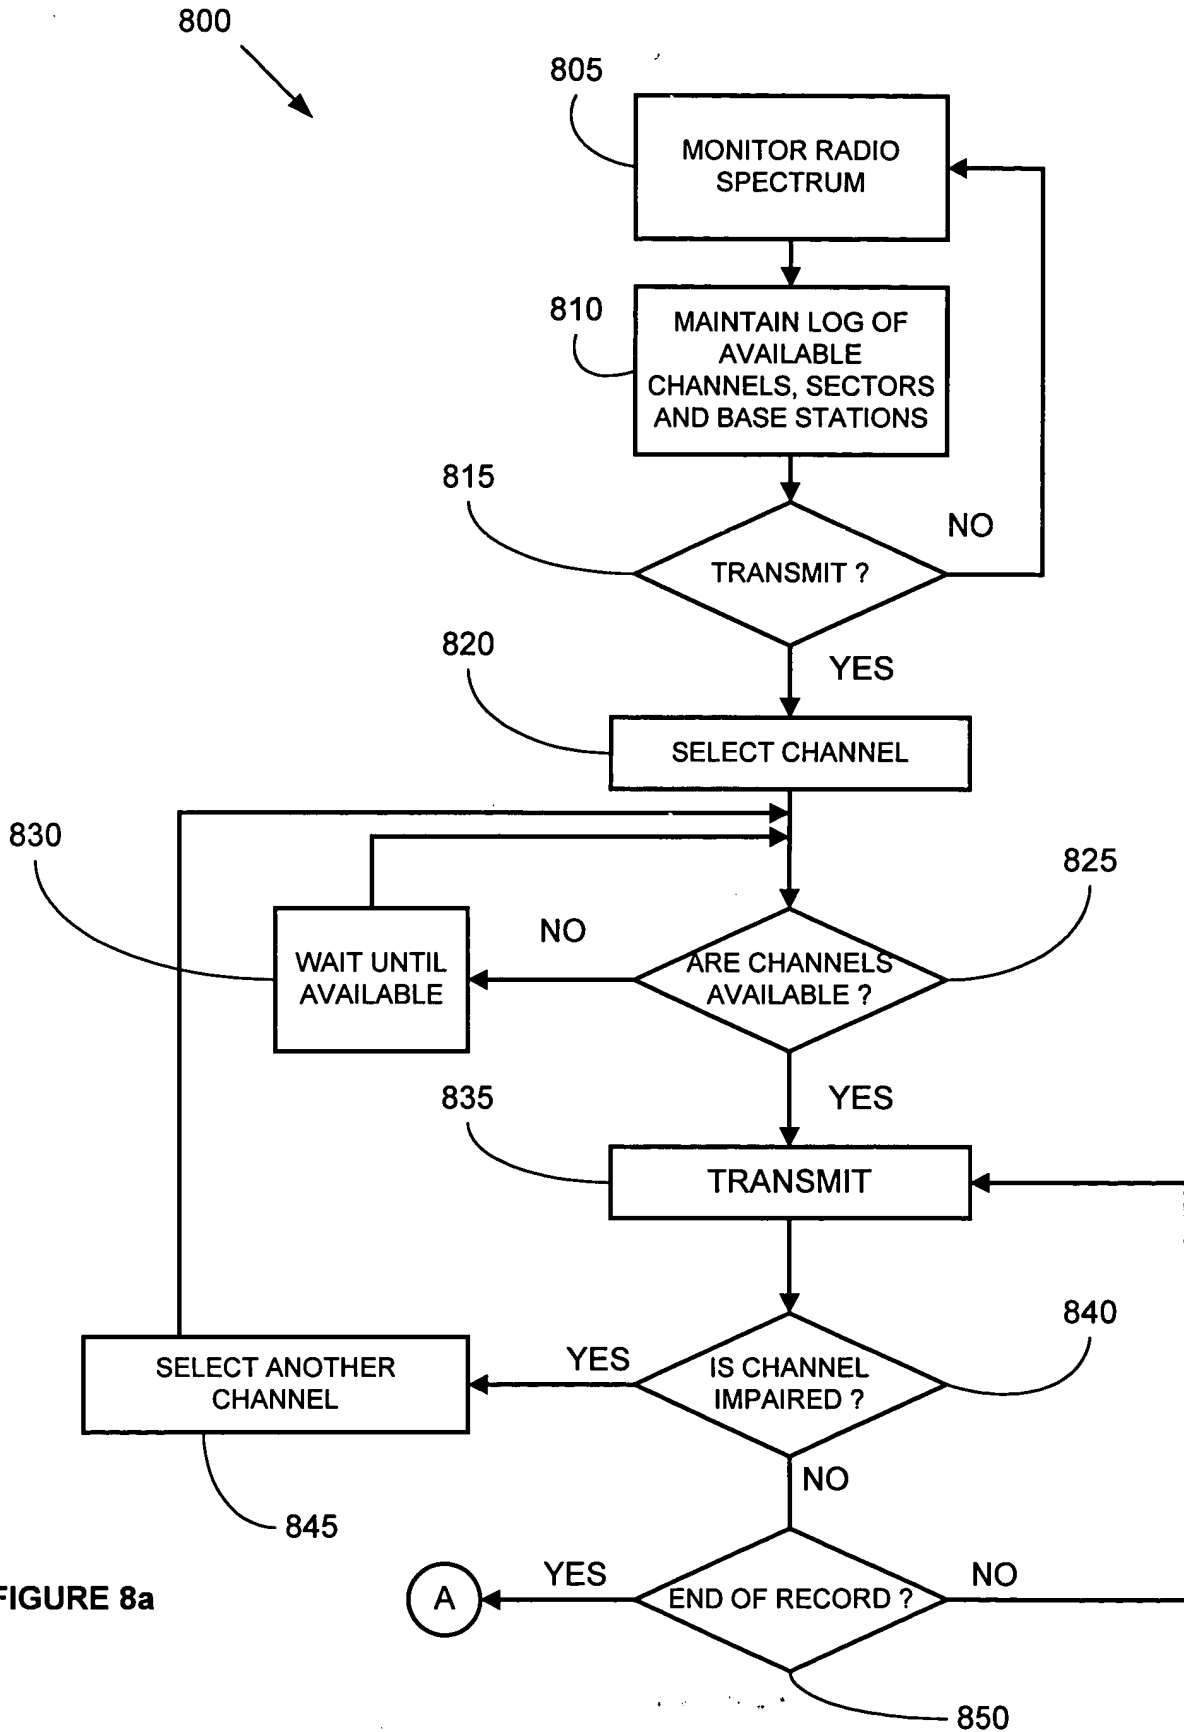 800
805
MONITOR RADIO
SPECTRUM
810
MAINTAIN LOG OF
AVAILABLE
CHANNELS, SECTORS
AND BASE STATIONS
815
NO
TRANSMIT ?
820
YES
SELECT CHANNEL
830
825
NO
WAIT UNTIL
AVAILABLE
ARE CHANNELS
AVAILABLE ?
835
YES
TRANSMIT
840
YES
SELECT ANOTHER
CHANNEL
IS CHANNEL
IMPAIRED ?
NO
845
FIGURE 8a
A
YES
END OF RECORD ?
NO
850